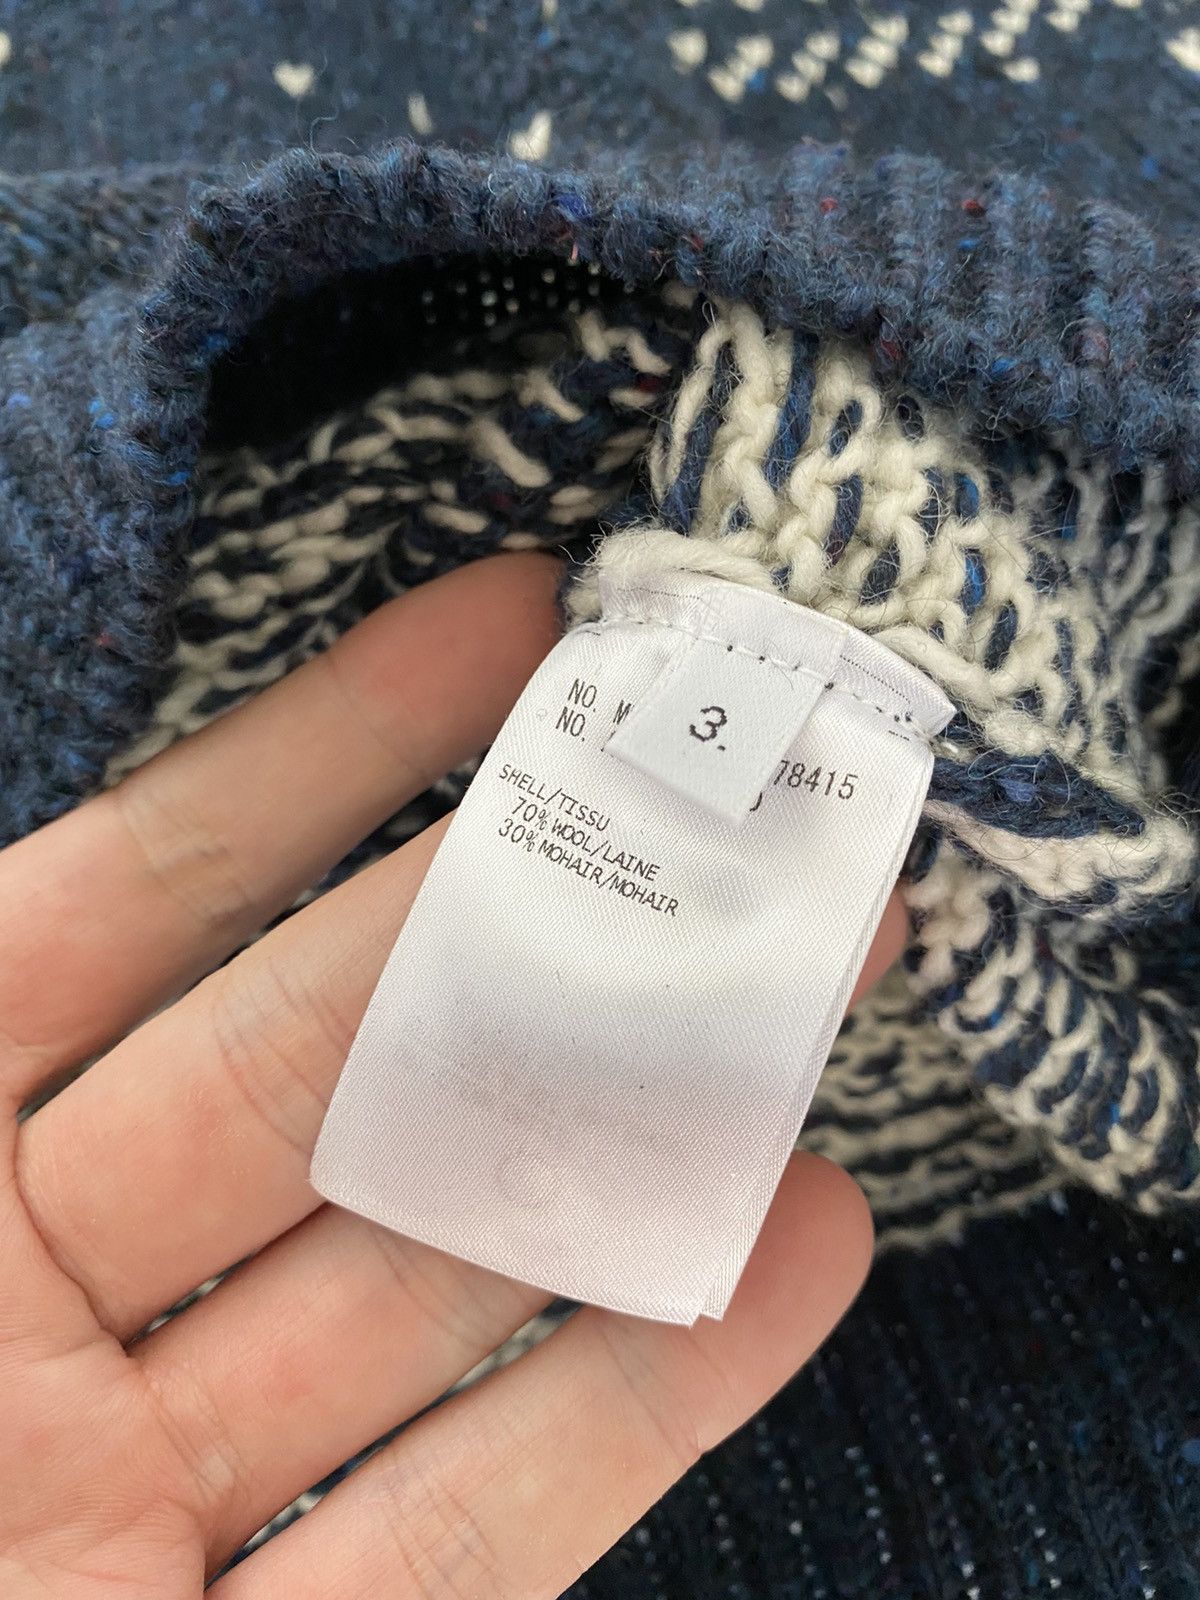 NO.
NO. 78415
3.
SHELL/TISSU
70% WOOL/LAINE
30% MOHAIR/MOHAIR